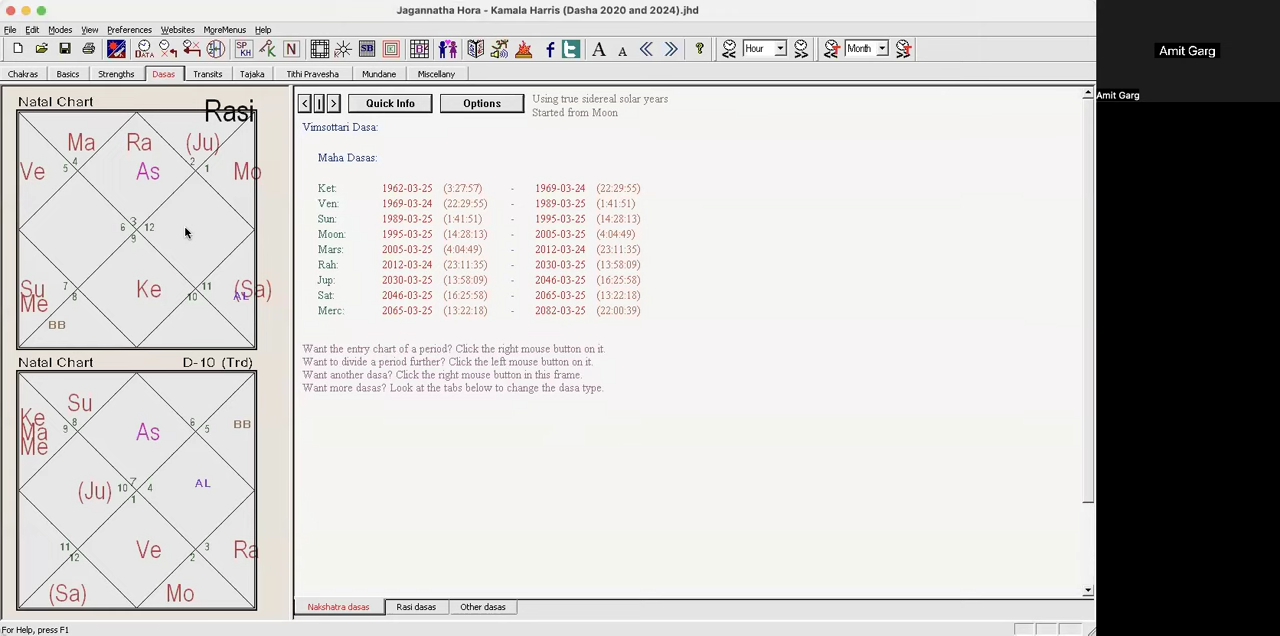 Jagannatha Hora - Kamala Harris (Dasha 2020 and 2024).jhd
File Edit Modes View Preferences Websites MgreMenus Help
DATA SP KH N SB A A ? Hour Month
Chakras Basics Strengths Dasas Transits Tajaka Tithi Pravesha Mundane Miscellany
Amit Garg
Amit Garg
Natal Chart Rasi
Ma Ra (Ju)
4 2
Ve 5 As 1 Mo
3
6 12
9
Su 7 Ke 11 (Sa)
Me 8 10 AL
BB
Natal Chart D-10 (Trd)
Su
Ke 8 6 BB
Ma 9 As 5
Me
7 AL
(Ju) 10 4
1
11 Ve 3 Ra
12 2
(Sa) Mo
< | > Quick Info Options Using true sidereal solar years
Started from Moon
Vimsottari Dasa:
Maha Dasas:
Ket: 1962-03-25 (3:27:57) - 1969-03-24 (22:29:55)
Ven: 1969-03-24 (22:29:55) - 1989-03-25 (1:41:51)
Sun: 1989-03-25 (1:41:51) - 1995-03-25 (14:28:13)
Moon: 1995-03-25 (14:28:13) - 2005-03-25 (4:04:49)
Mars: 2005-03-25 (4:04:49) - 2012-03-24 (23:11:35)
Rah: 2012-03-24 (23:11:35) - 2030-03-25 (13:58:09)
Jup: 2030-03-25 (13:58:09) - 2046-03-25 (16:25:58)
Sat: 2046-03-25 (16:25:58) - 2065-03-25 (13:22:18)
Merc: 2065-03-25 (13:22:18) - 2082-03-25 (22:00:39)
Want the entry chart of a period? Click the right mouse button on it.
Want to divide a period further? Click the left mouse button on it.
Want another dasa? Click the right mouse button in this frame.
Want more dasas? Look at the tabs below to change the dasa type.
Nakshatra dasas Rasi dasas Other dasas
For Help, press F1